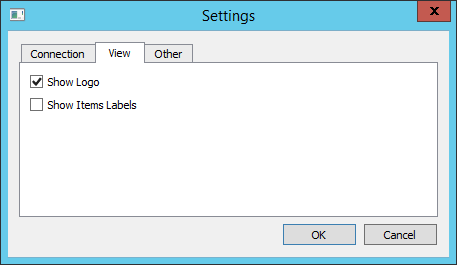 Settings
x
Connection View Other
Show Logo
Show Items Labels
OK Cancel